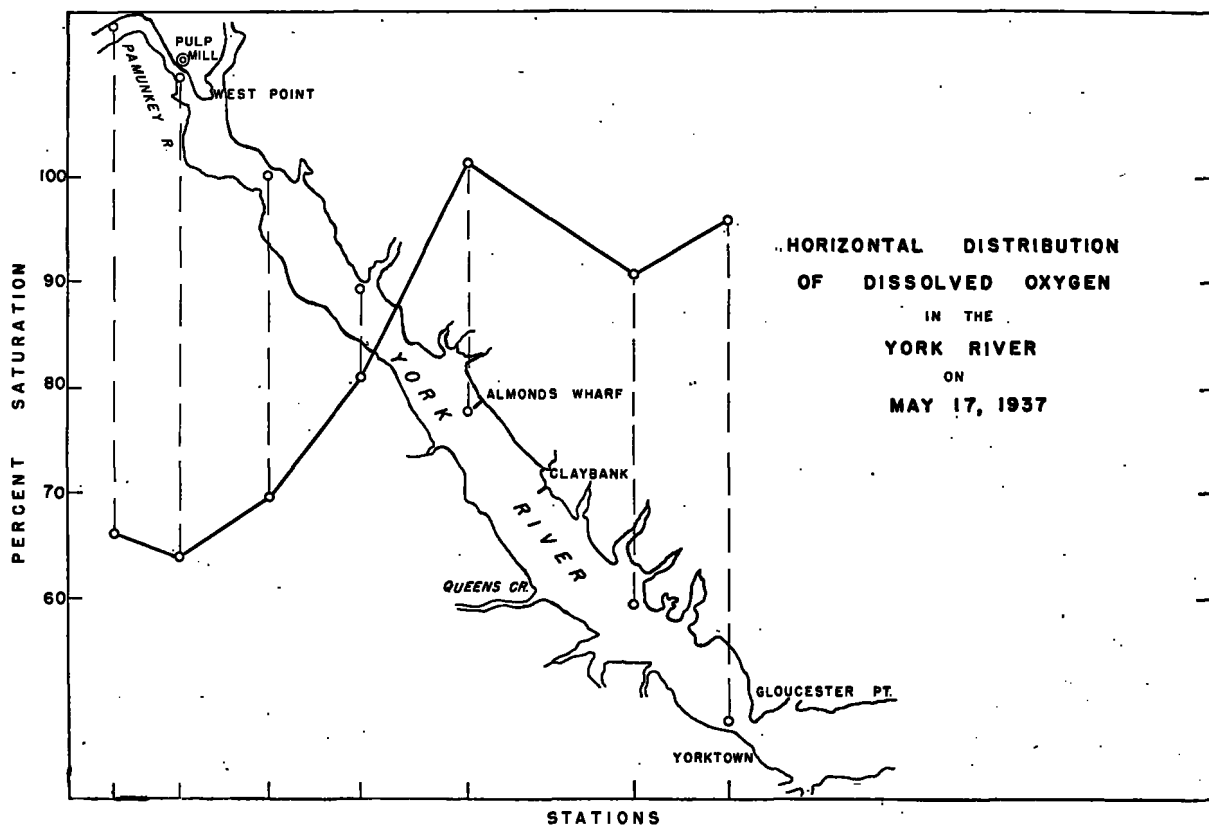 PULP
MILL
PAMUNKEY R.
WEST POINT
100
90
80
70
60
PERCENT SATURATION
HORIZONTAL DISTRIBUTION
OF DISSOLVED OXYGEN
IN THE
YORK RIVER
ON
MAY 17, 1937
YORK
RIVER
ALMONDS WHARF
CLAYBANK
QUEENS CR.
GLOUCESTER PT.
YORKTOWN
STATIONS